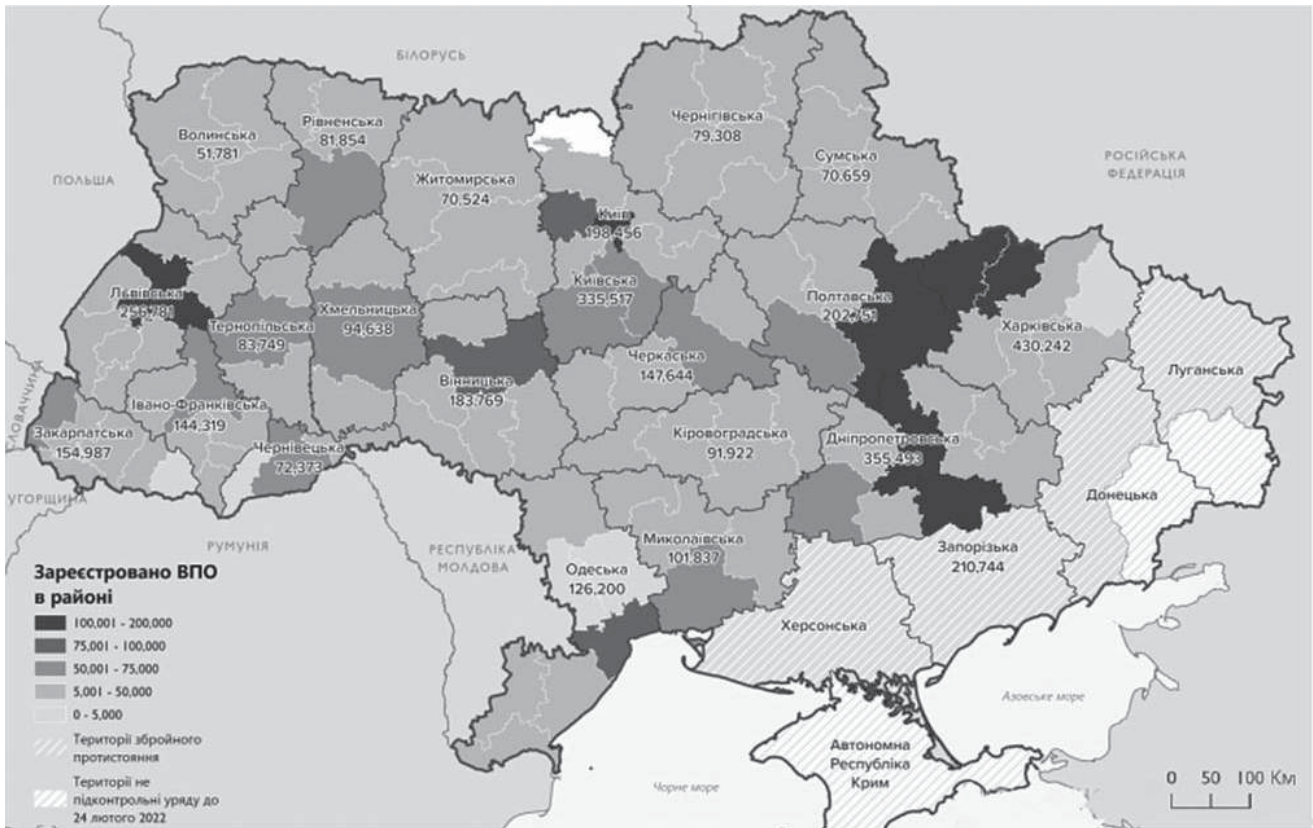 БІЛОРУСЬ
Волинська
51,781
Рівненська
81,854
Житомирська
70,524
Чернігівська
79,308
Сумська
70,659
РОСІЙСЬКА
ФЕДЕРАЦІЯ
ПОЛЬЩА
Київ
198,456
Львівська
256,781
Тернопільська
83,749
Хмельницька
94,638
Київська
335,517
Полтавська
202,751
Харківська
430,242
Луганська
Вінницька
183,769
Черкаська
147,644
СЛОВАЧЧИНА
Закарпатська
154,987
Івано-Франківська
144,319
Чернівецька
72,373
Кіровоградська
91,922
Дніпропетровська
355,493
Донецька
УГОРЩИНА
РУМУНІЯ
РЕСПУБЛІКА
МОЛДОВА
Одеська
126,200
Миколаївська
101,837
Запорізька
210,744
Херсонська
Азовське море
Автономна
Республіка
Крим
Чорне море
0 50 100 Км
Зареєстровано ВПО
в районі
100,001 - 200,000
75,001 - 100,000
50,001 - 75,000
5,001 - 50,000
0 - 5,000
Території збройного
протистояння
Території не
підконтрольні уряду до
24 лютого 2022